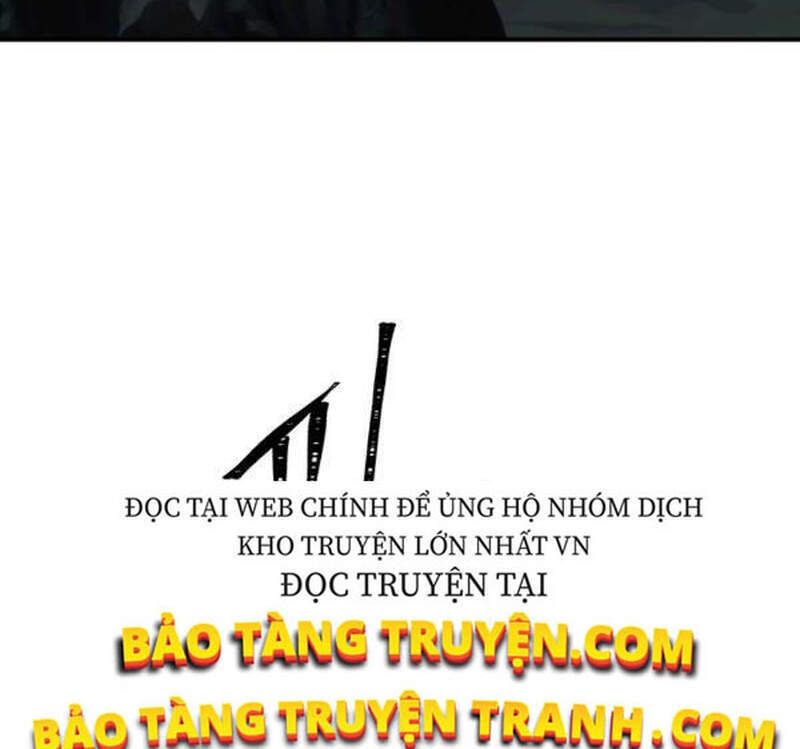 ĐỌC TẠI WEB CHÍNH ĐỂ ỦNG HỘ NHÓM DỊCH
KHO TRUYỆN LỚN NHẤT VN
ĐỌC TRUYỆN TẠI
BẢO TÀNG TRUYỆN.COM
BẢO TÀNG TRUYỆN TRANH.COM